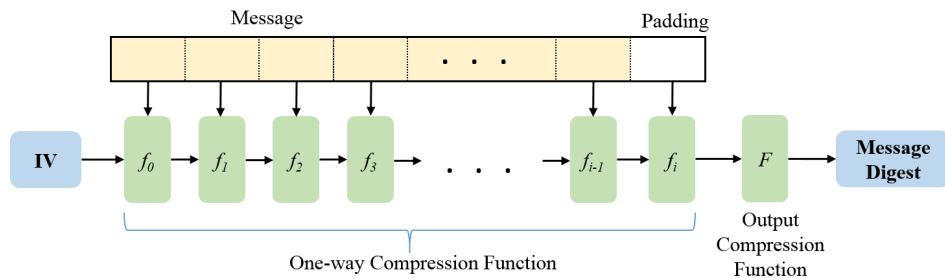 Message
Padding
. . .
IV
f0
f1
f2
f3
. . .
fi-1
fi
F
Message
Digest
Output
Compression
Function
One-way Compression Function